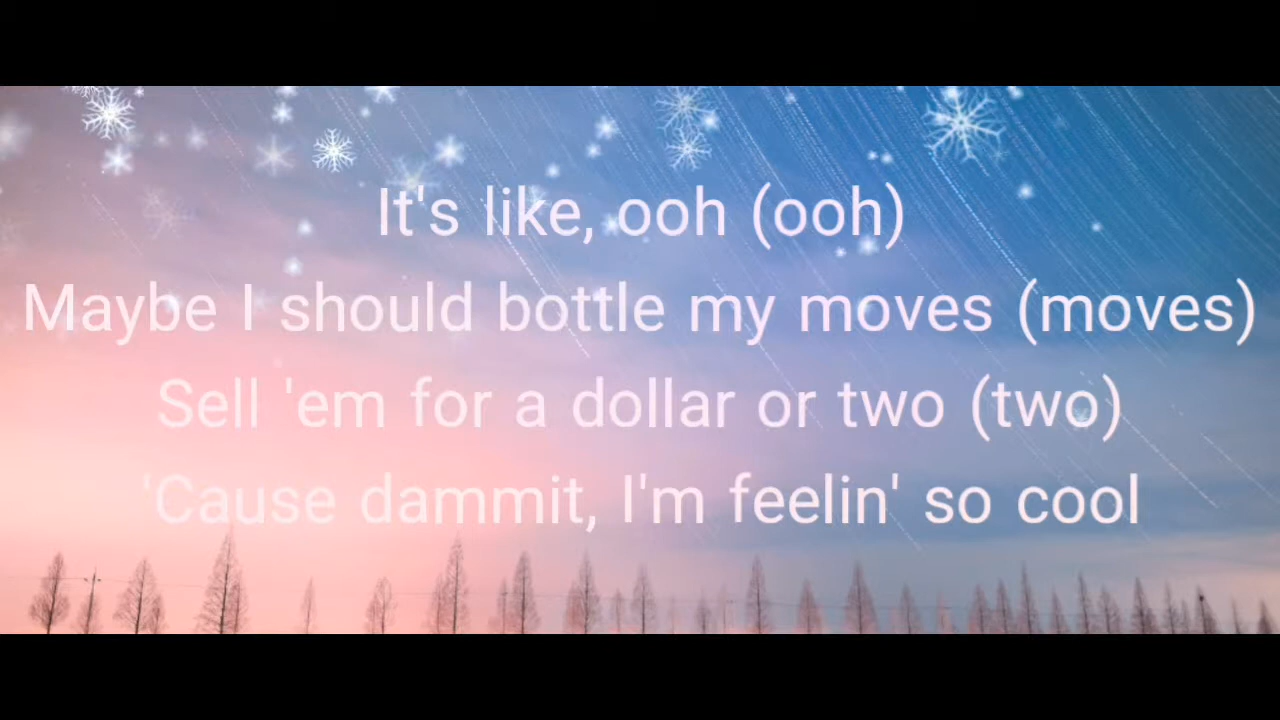 It's like, ooh (ooh)
Maybe I should bottle my moves (moves)
Sell 'em for a dollar or two (two)
'Cause dammit, I'm feelin' so cool